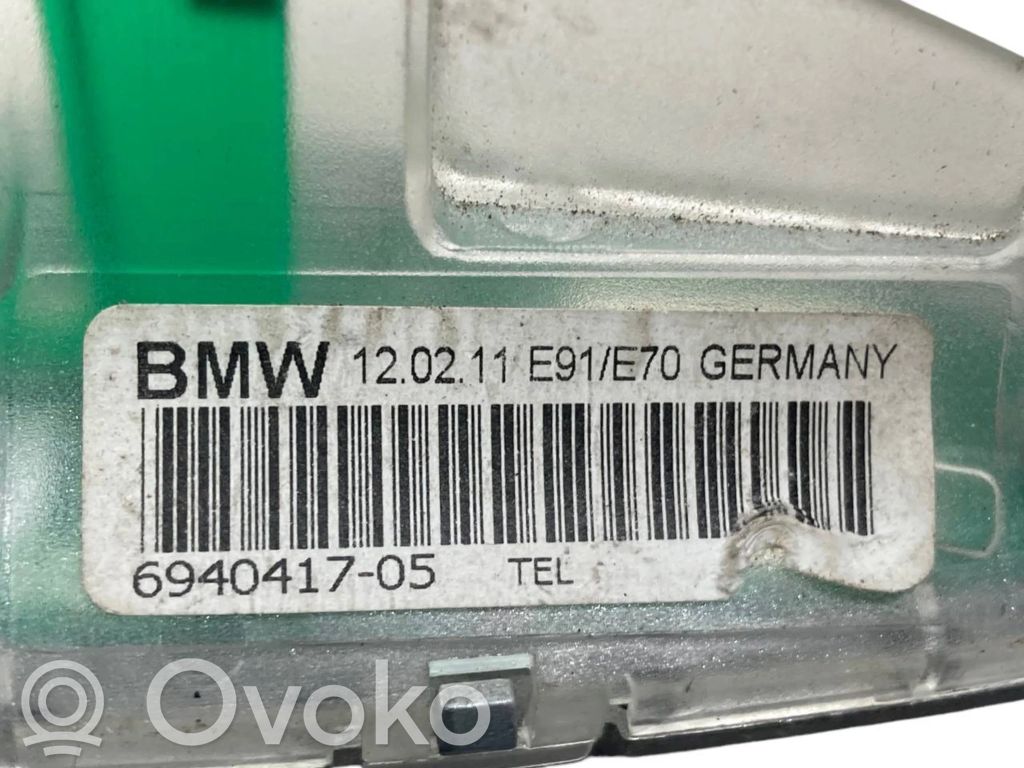 BMW 12.02.11 E91/E70 GERMANY
6940417-05 TEL
Ovoko